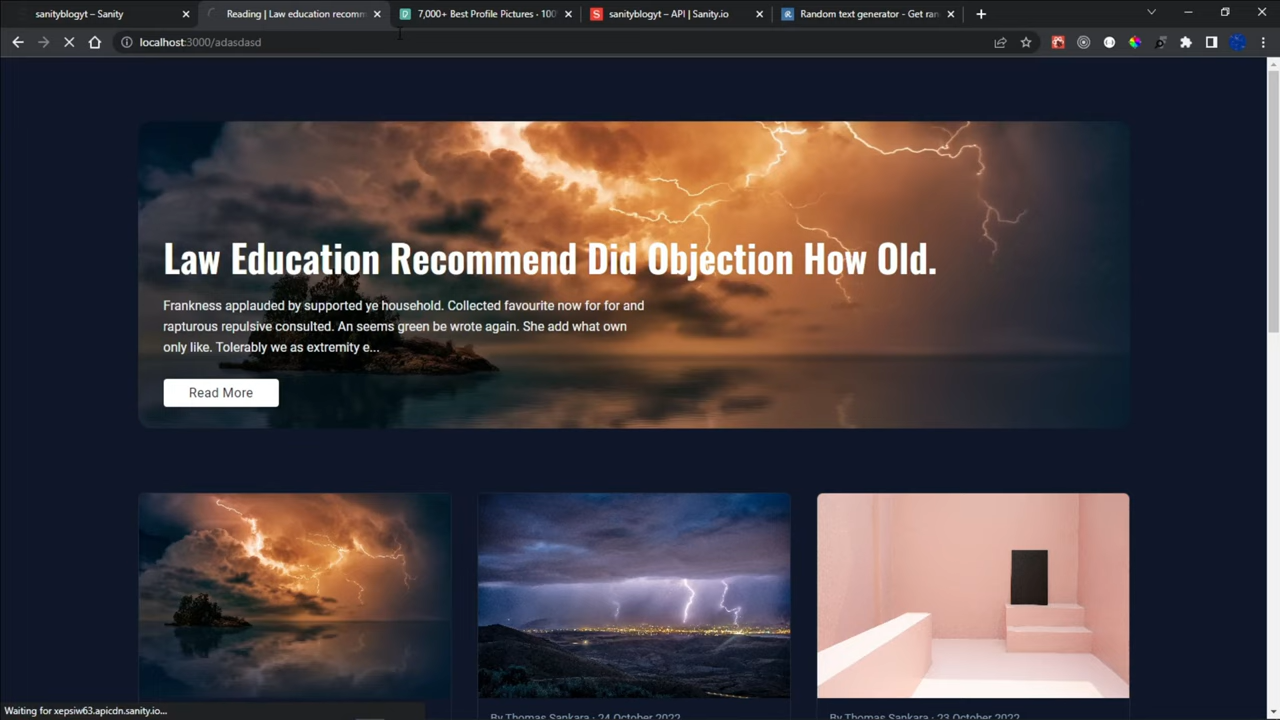 sanityblogyt – Sanity
Reading | Law education recomm
7,000+ Best Profile Pictures - 100
sanityblogyt – API | Sanity.io
Random text generator - Get ran
localhost:3000/adasdasd
Law Education Recommend Did Objection How Old.
Frankness applauded by supported ye household. Collected favourite now for for and
rapturous repulsive consulted. An seems green be wrote again. She add what own
only like. Tolerably we as extremity e...
Read More
By Thomas Sankara - 24 October 2022
By Thomas Sankara - 23 October 2022
Waiting for xepsiw63.apicdn.sanity.io...